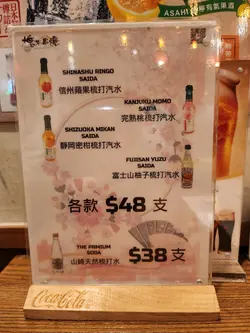 ASAHI
SHINASHU RINGO
SAIDA
信州蘋果梳打汽水
KANJUKU MOMO
SAIDA
完熟桃梳打汽水
SHIZUOKA MIKAN
SAIDA
靜岡密柑梳打汽水
FUJISAN YUZU
SAIDA
富士山柚子梳打汽水
各款 $48 支
THE PRMIUM
SODA
山崎天然梳打水
$38 支
Coca-Cola